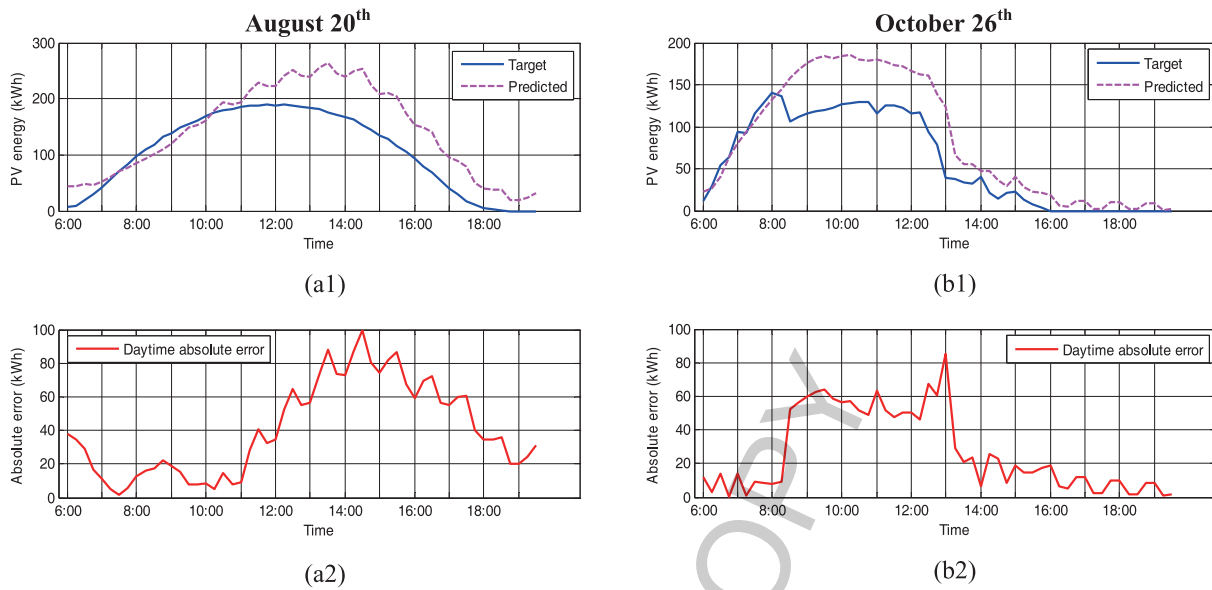 August 20th
300
200
100
0
PV energy (kWh)
Target
Predicted
6:00 8:00 10:00 12:00 14:00 16:00 18:00
Time
(a1)
October 26th
200
150
100
50
0
PV energy (kWh)
Target
Predicted
6:00 8:00 10:00 12:00 14:00 16:00 18:00
Time
(b1)
100
80
60
40
20
0
Absolute error (kWh)
Daytime absolute error
6:00 8:00 10:00 12:00 14:00 16:00 18:00
Time
(a2)
100
80
60
40
20
0
Absolute error (kWh)
Daytime absolute error
6:00 8:00 10:00 12:00 14:00 16:00 18:00
Time
(b2)
OPY